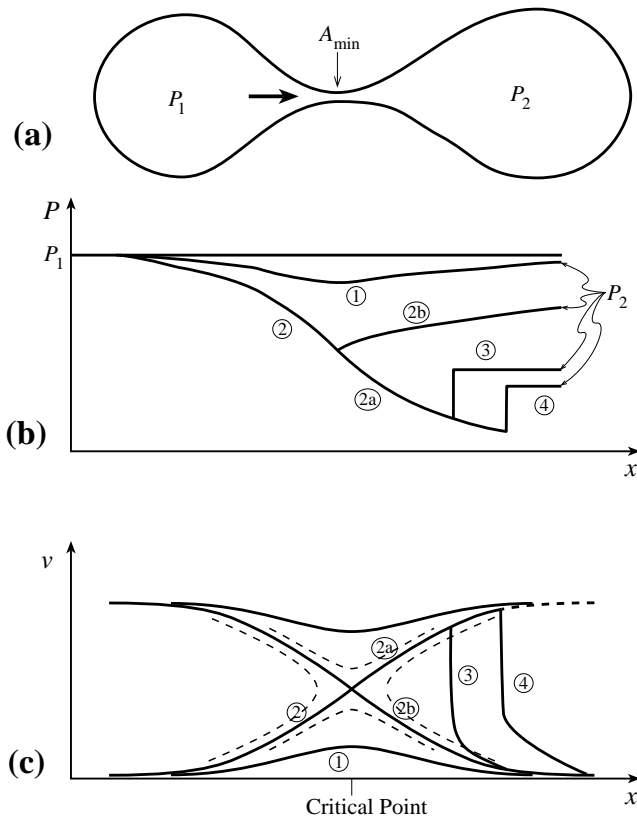 A_min
P_1
P_2
(a)
P
P_1
①
②
②b
P_2
③
②a
④
(b)
x
v
②a
③
④
②
②b
①
(c)
x
Critical Point